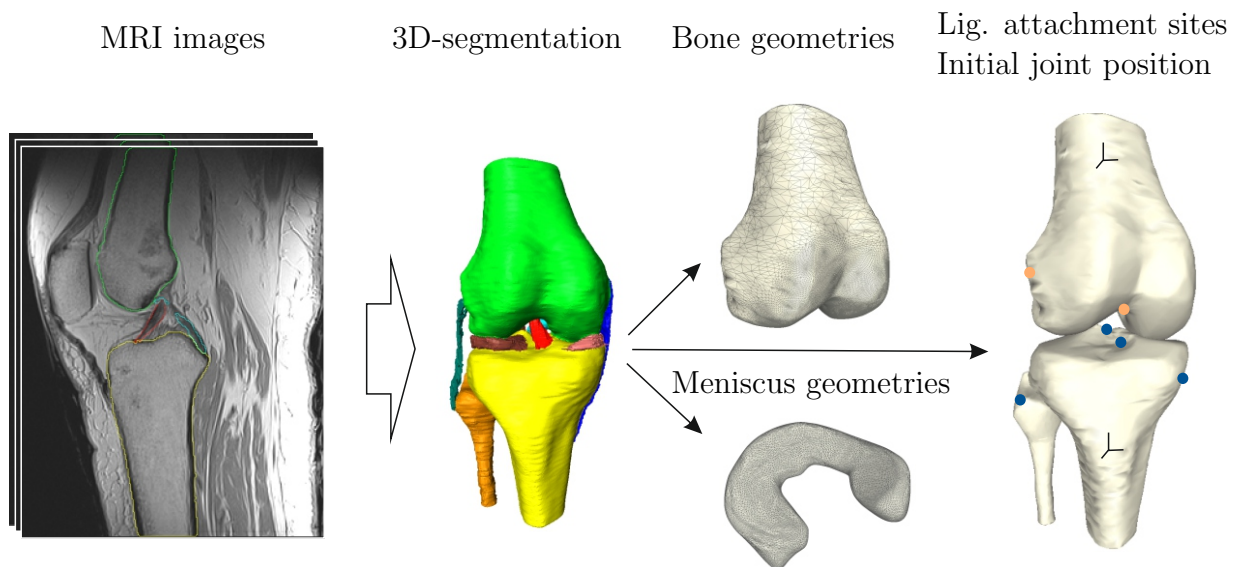 MRI images
3D-segmentation
Bone geometries
Lig. attachment sites
Initial joint position
Meniscus geometries